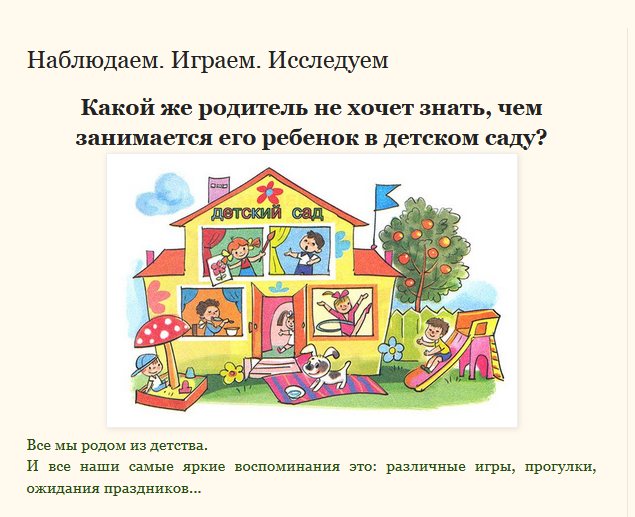 Наблюдаем. Играем. Исследуем
Какой же родитель не хочет знать, чем
занимается его ребенок в детском саду?
детский сад
Все мы родом из детства.
И все наши самые яркие воспоминания это: различные игры, прогулки,
ожидания праздников...